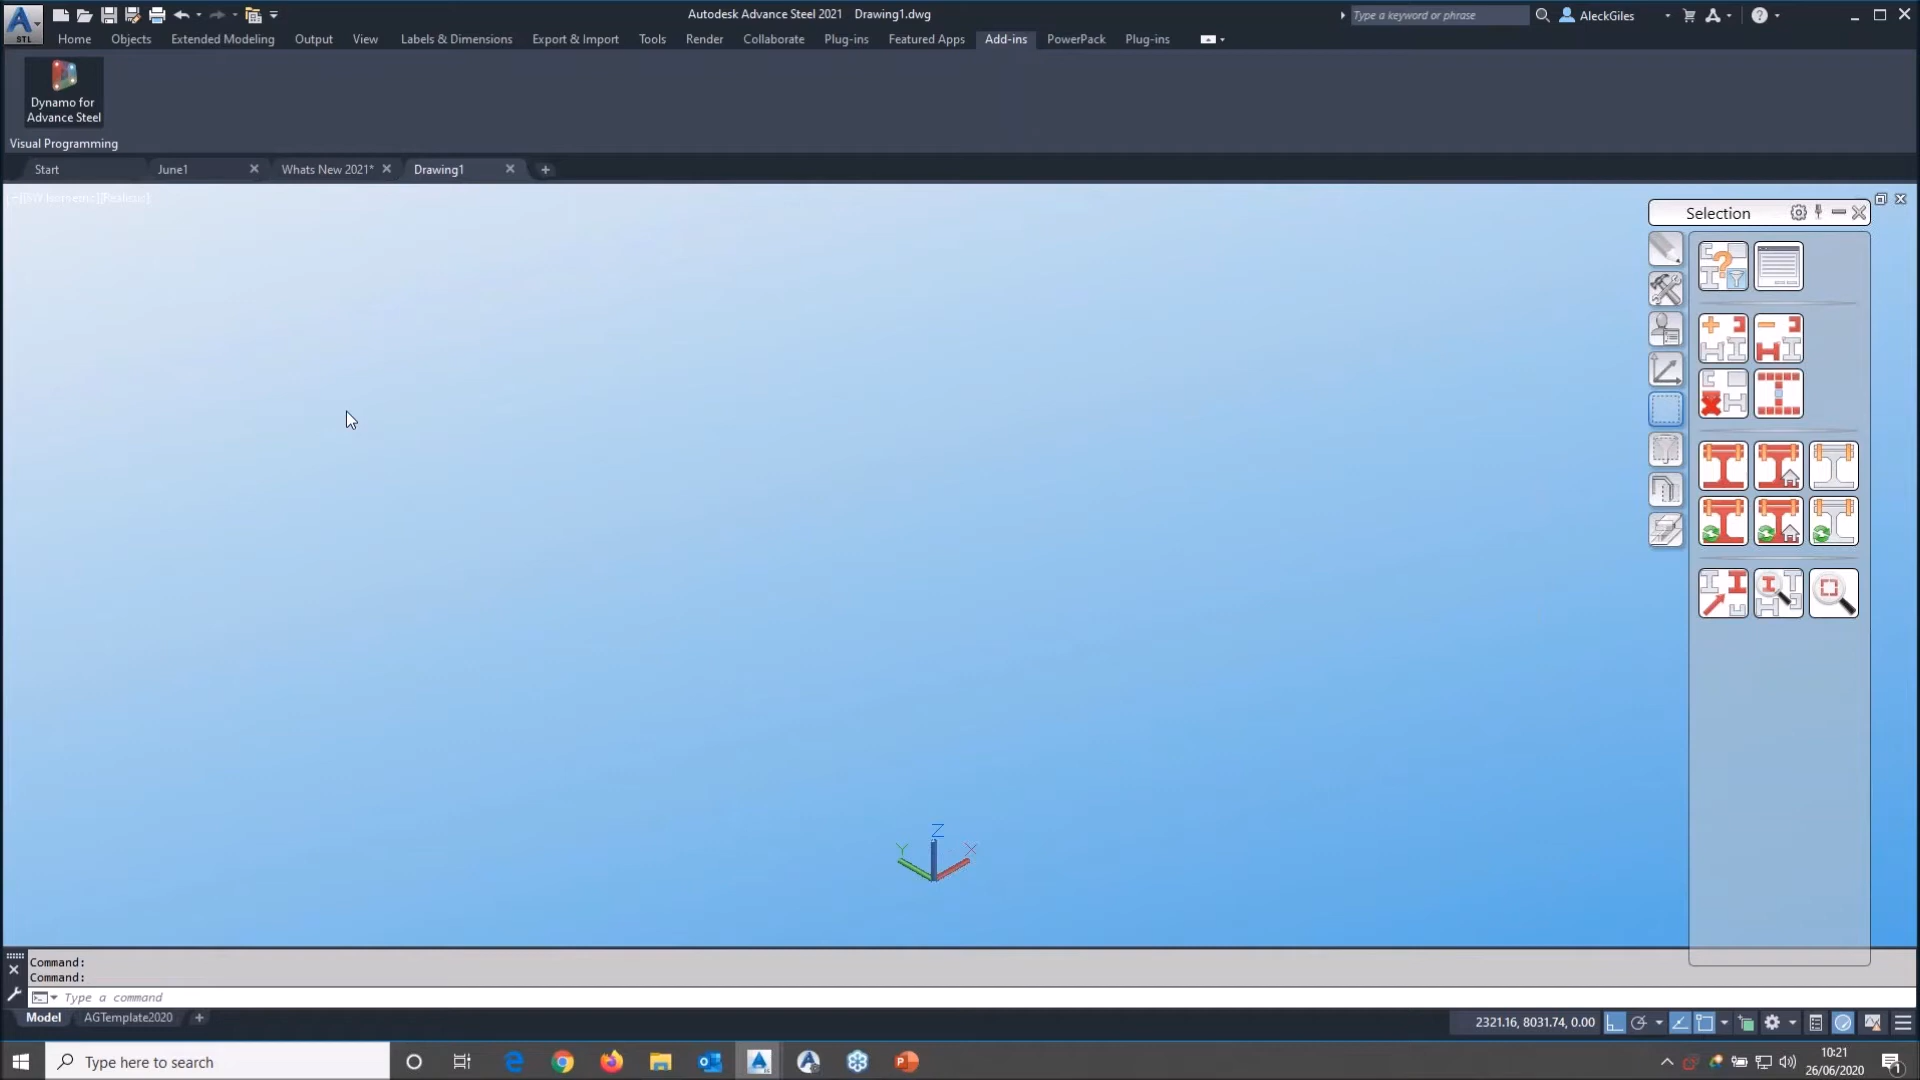 Autodesk Advance Steel 2021 Drawing1.dwg
Type a keyword or phrase
AleckGiles
STL
Home Objects Extended Modeling Output View Labels & Dimensions Export & Import Tools Render Collaborate Plug-ins Featured Apps Add-ins PowerPack Plug-ins
Dynamo for
Advance Steel
Visual Programming
Start June1 Whats New 2021* Drawing1
Selection
Z
Y X
Command:
Command:
Type a command
Model AGTemplate2020
2321.16, 8031.74, 0.00
Type here to search
10:21
26/06/2020
1